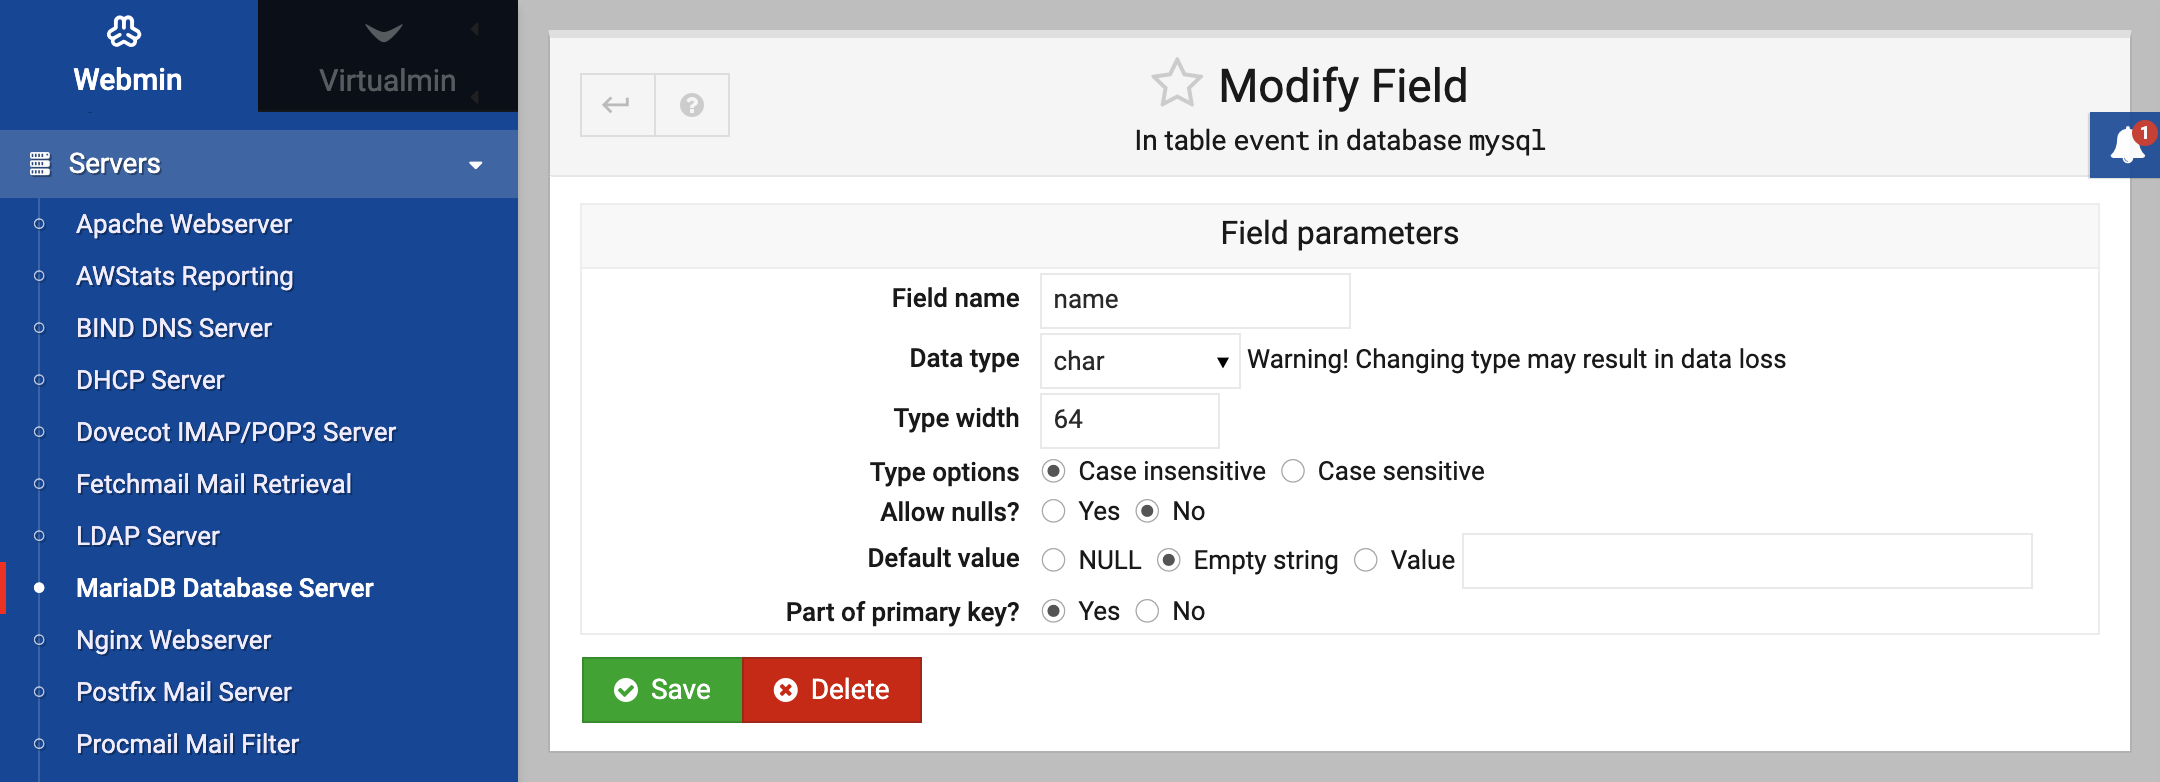 Webmin
Virtualmin
Servers
Apache Webserver
AWStats Reporting
BIND DNS Server
DHCP Server
Dovecot IMAP/POP3 Server
Fetchmail Mail Retrieval
LDAP Server
MariaDB Database Server
Nginx Webserver
Postfix Mail Server
Procmail Mail Filter
Modify Field
In table event in database mysql
1
Field parameters
Field name name
Data type char Warning! Changing type may result in data loss
Type width 64
Type options Case insensitive Case sensitive
Allow nulls? Yes No
Default value NULL Empty string Value
Part of primary key? Yes No
Save Delete